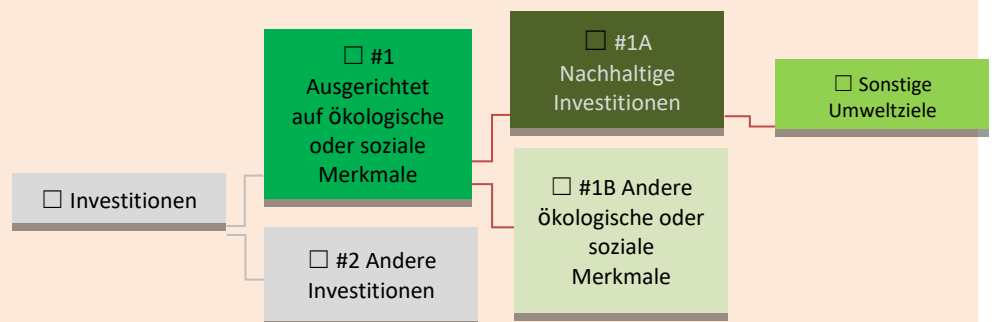 ☐ Investitionen
☐ #1
Ausgerichtet
auf ökologische
oder soziale
Merkmale
☐ #2 Andere
Investitionen
☐ #1A
Nachhaltige
Investitionen
☐ #1B Andere
ökologische oder
soziale
Merkmale
☐ Sonstige
Umweltziele